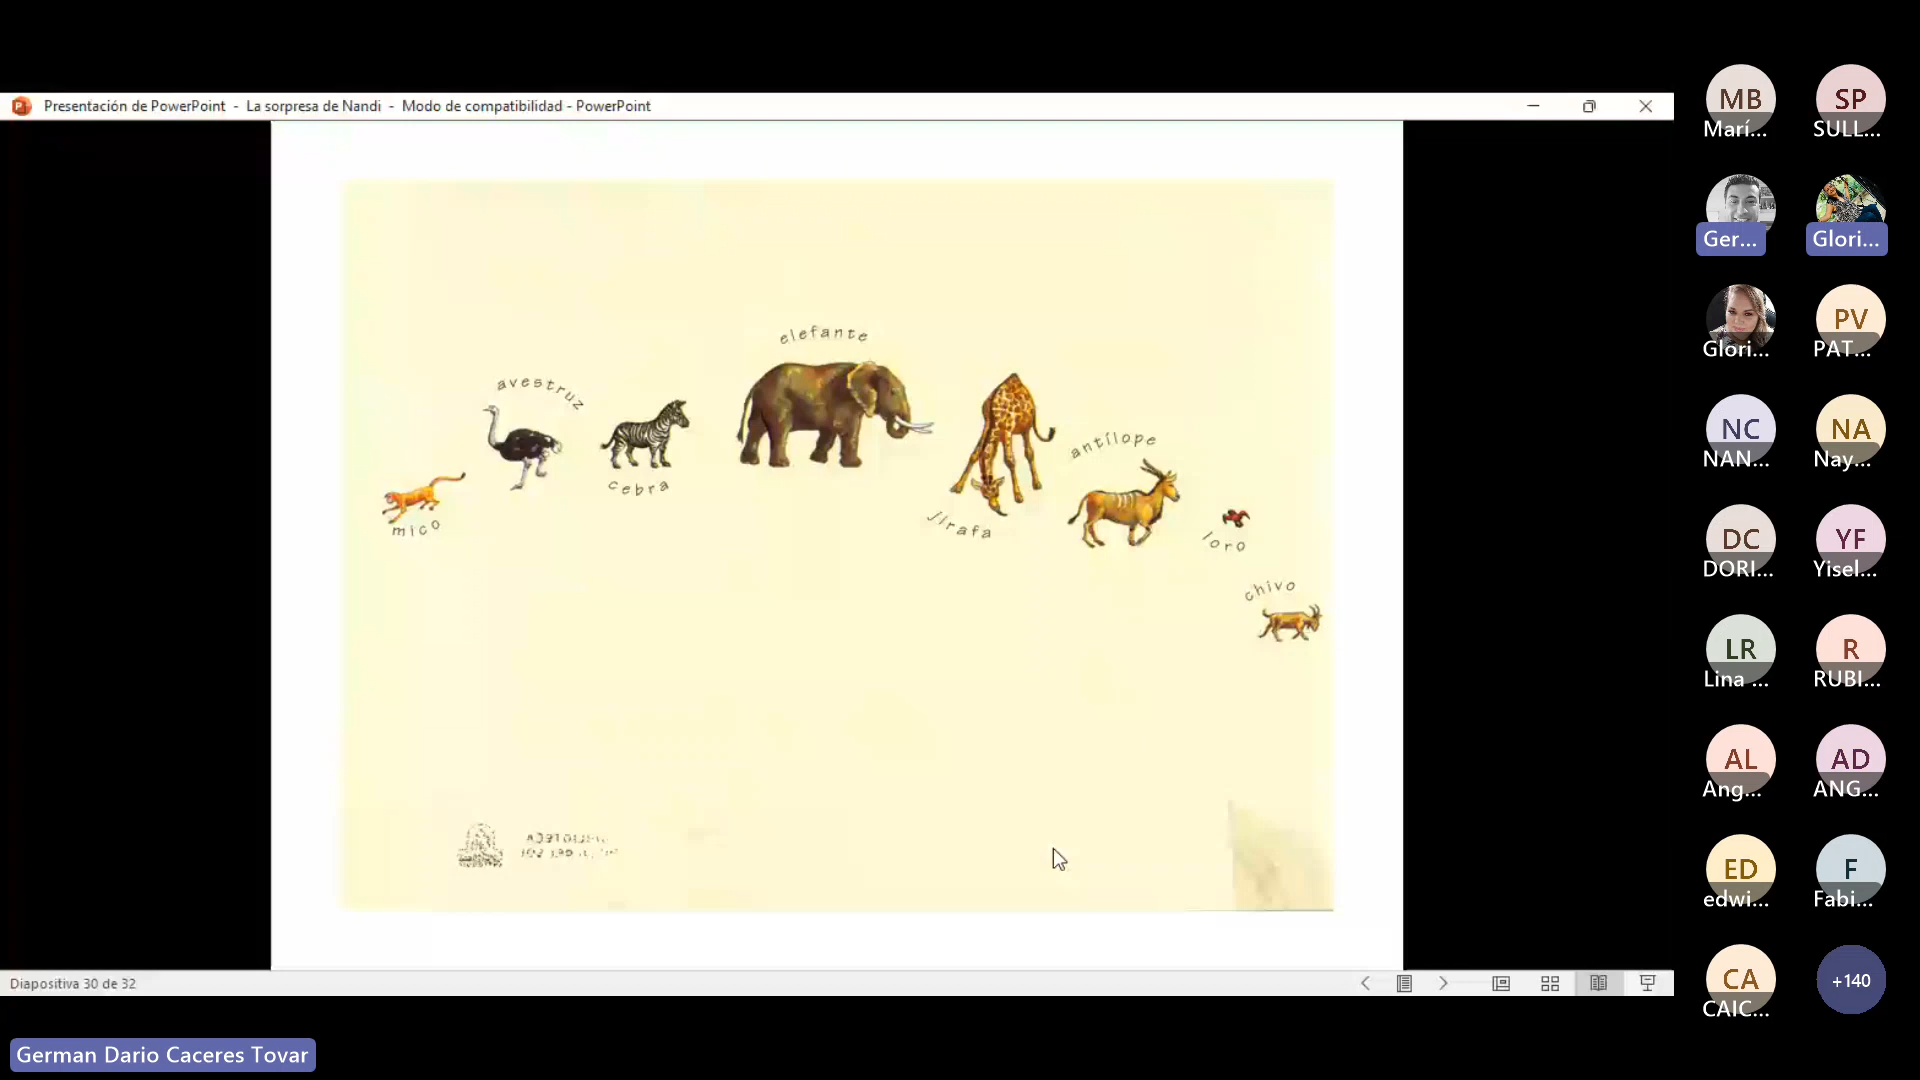 Presentación de PowerPoint - La sorpresa de Nandi - Modo de compatibilidad - PowerPoint
elefante
avestruz
cebra
mico
jirafa
antílope
loro
chivo
Diapositiva 30 de 32
German Dario Caceres Tovar
MB
Marí...
SP
SULL...
Ger...
Glori...
Glori...
PV
PAT...
NC
NAN...
NA
Nay...
DC
DORI...
YF
Yisel...
LR
Lina ...
R
RUBI...
AL
Ang...
AD
ANG...
ED
edwi...
F
Fabi...
CA
CAIC...
+140